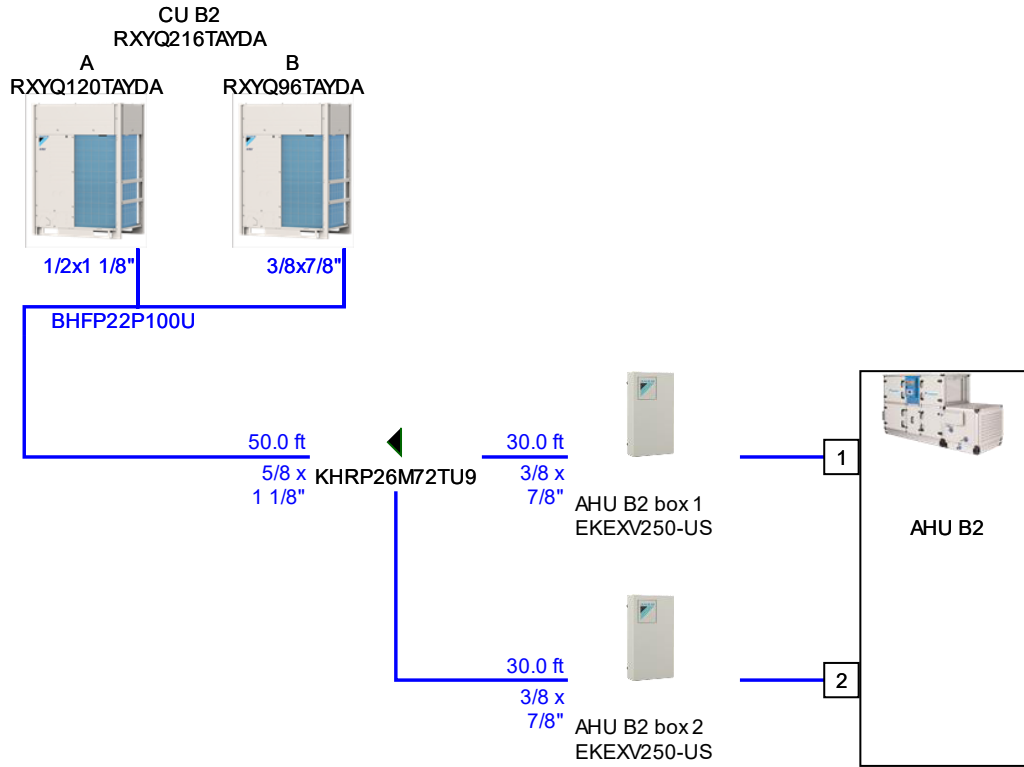 CU B2
RXYQ216TAYDA
A
RXYQ120TAYDA
B
RXYQ96TAYDA
1/2x1 1/8"
3/8x7/8"
BHFP22P100U
50.0 ft
5/8 x
1 1/8"
KHRP26M72TU9
30.0 ft
3/8 x
7/8"
AHU B2 box 1
EKEXV250-US
1
AHU B2
30.0 ft
3/8 x
7/8"
AHU B2 box 2
EKEXV250-US
2